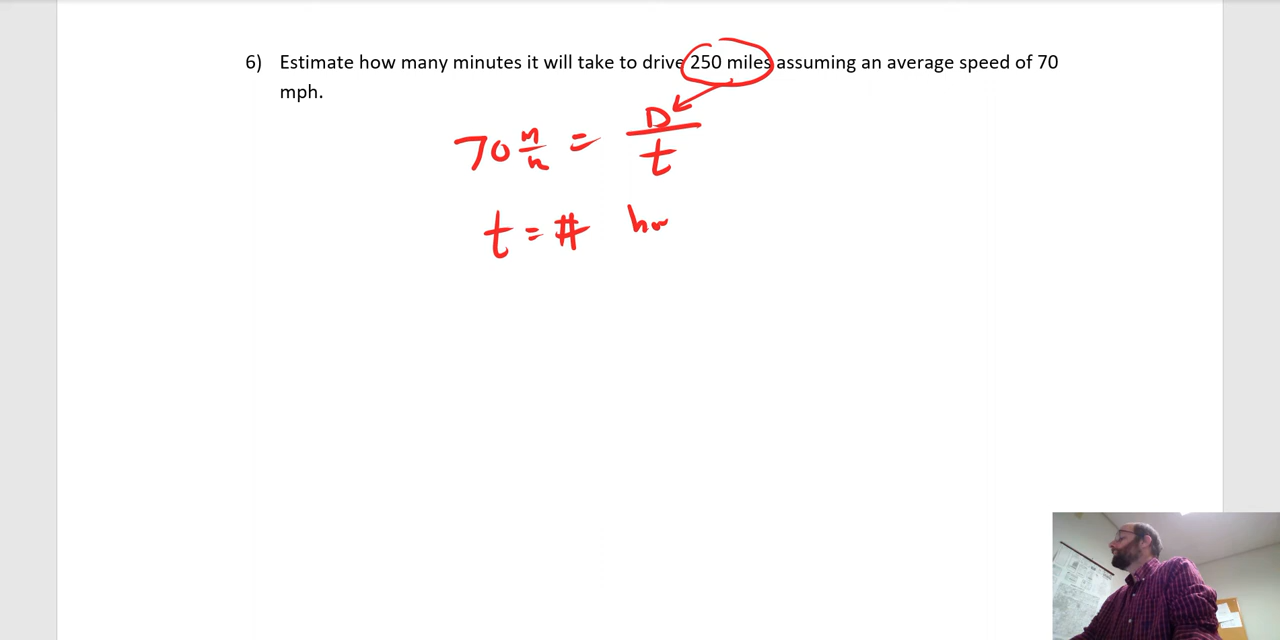 6) Estimate how many minutes it will take to drive 250 miles assuming an average speed of 70
mph.
70 m/h = D/t
t = # ho